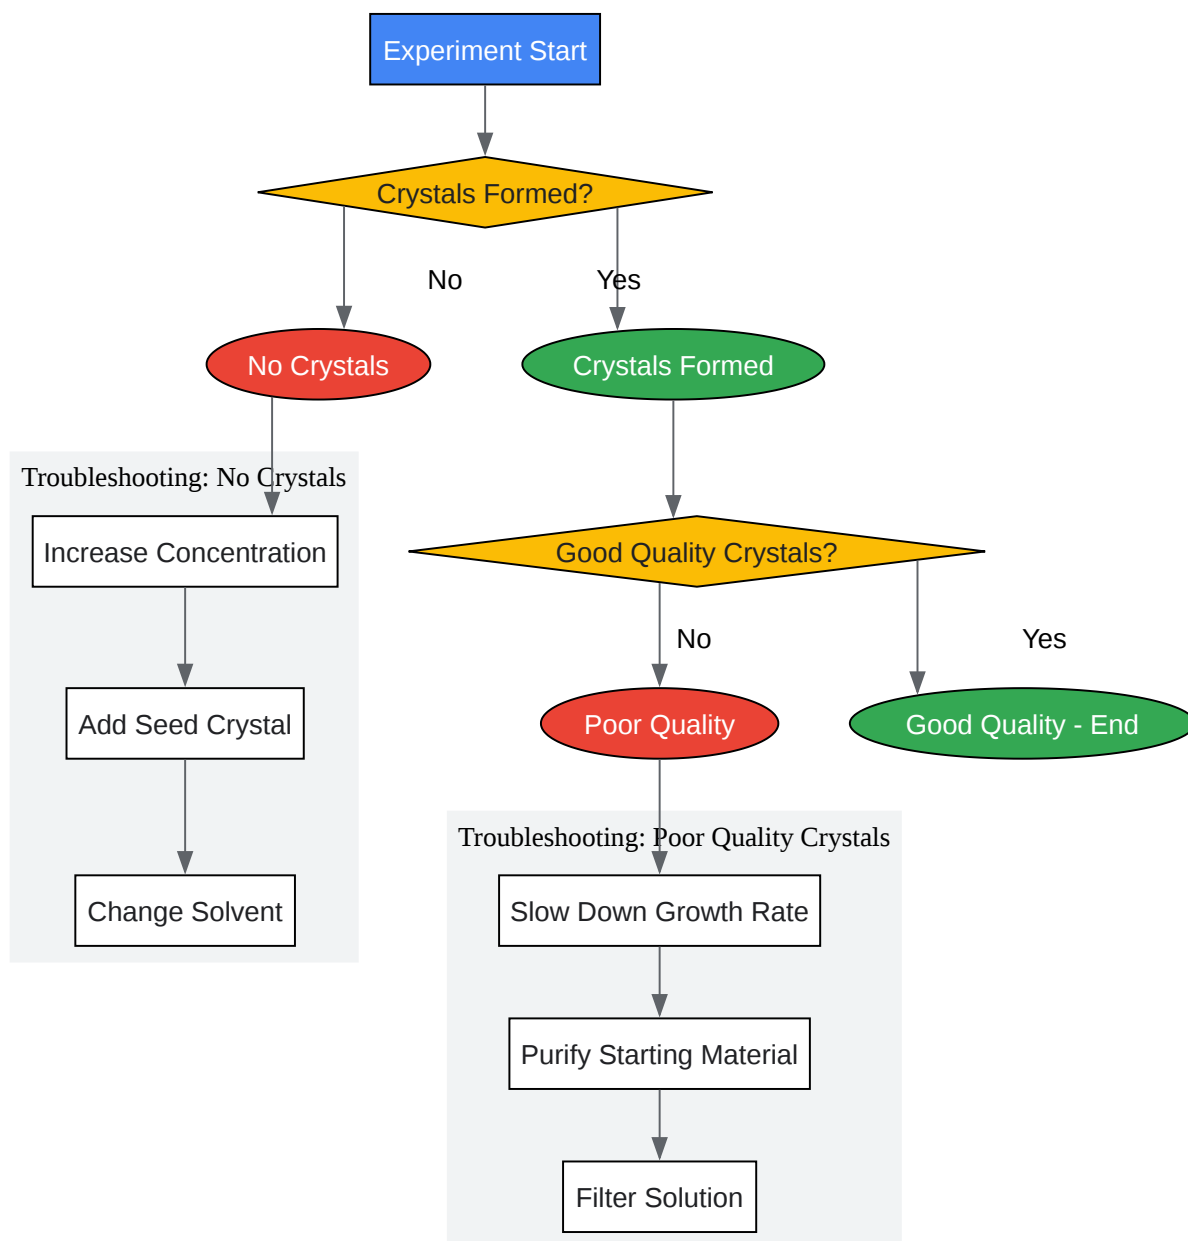 Experiment Start
Crystals Formed?
No
Yes
No Crystals
Crystals Formed
Troubleshooting: No Crystals
Increase Concentration
Good Quality Crystals?
No
Yes
Add Seed Crystal
Poor Quality
Good Quality - End
Troubleshooting: Poor Quality Crystals
Change Solvent
Slow Down Growth Rate
Purify Starting Material
Filter Solution